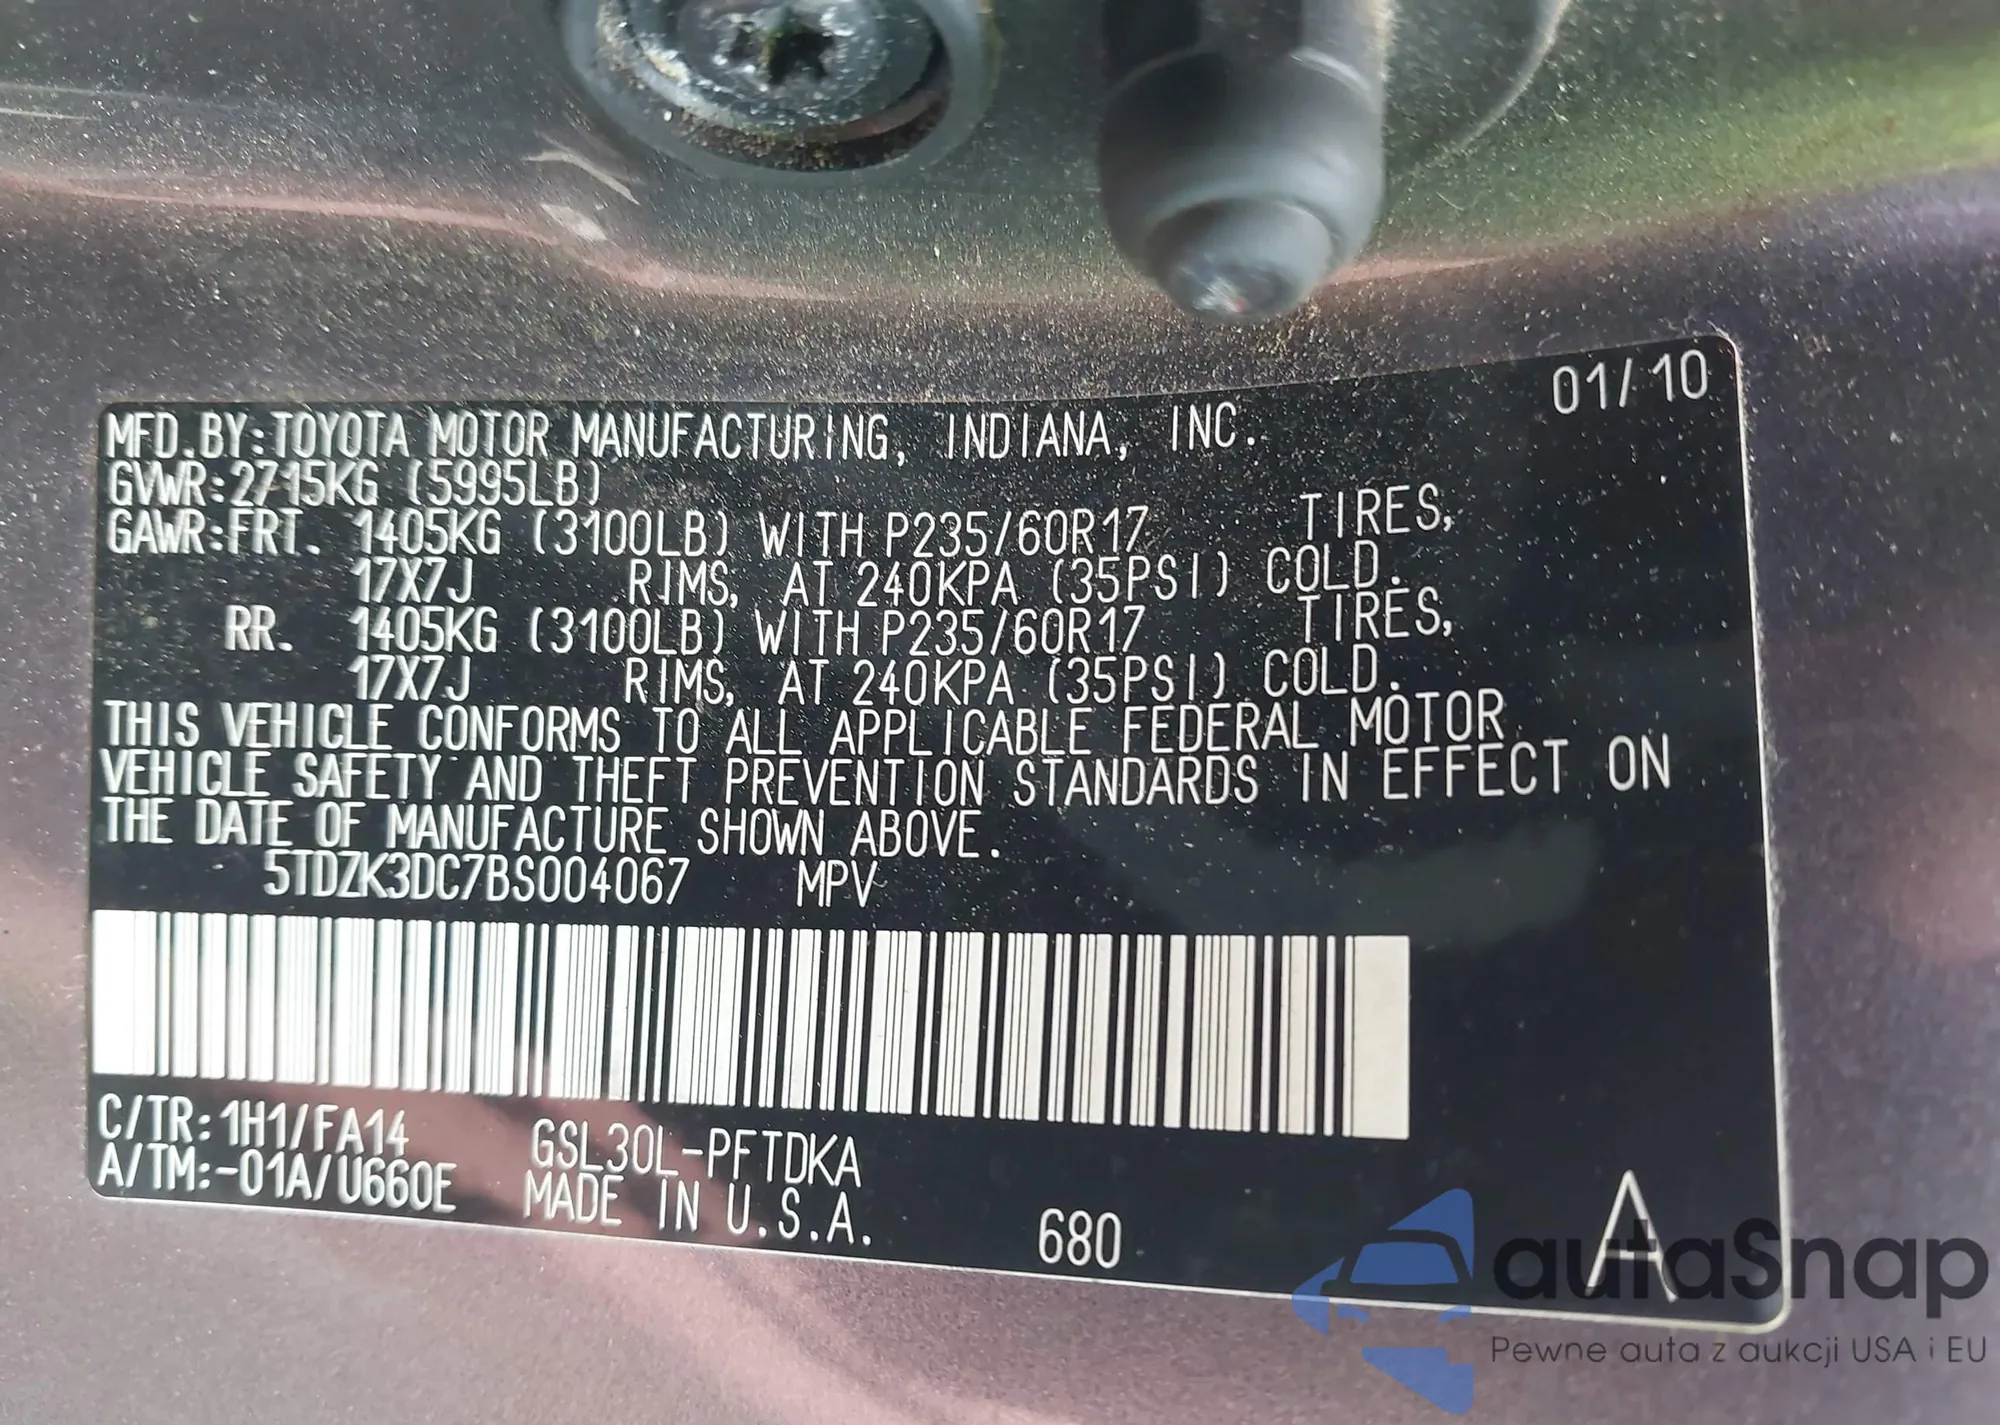 01/10
MFD.BY:TOYOTA MOTOR MANUFACTURING, INDIANA, INC.
GVWR:2715KG (5995LB)
GAWR:FRT. 1405KG (3100LB) WITH P235/60R17 TIRES,
17X7J RIMS, AT 240KPA (35PSI) COLD.
RR. 1405KG (3100LB) WITH P235/60R17 TIRES,
17X7J RIMS, AT 240KPA (35PSI) COLD.
THIS VEHICLE CONFORMS TO ALL APPLICABLE FEDERAL MOTOR
VEHICLE SAFETY AND THEFT PREVENTION STANDARDS IN EFFECT ON
THE DATE OF MANUFACTURE SHOWN ABOVE.
5TDZK3DC7BS004067 MPV
C/TR:1H1/FA14 GSL30L-PFTDKA
A/TM:-01A/U660E MADE IN U.S.A.
680 A
autaSnap
Pewne auta z aukcji USA i EU